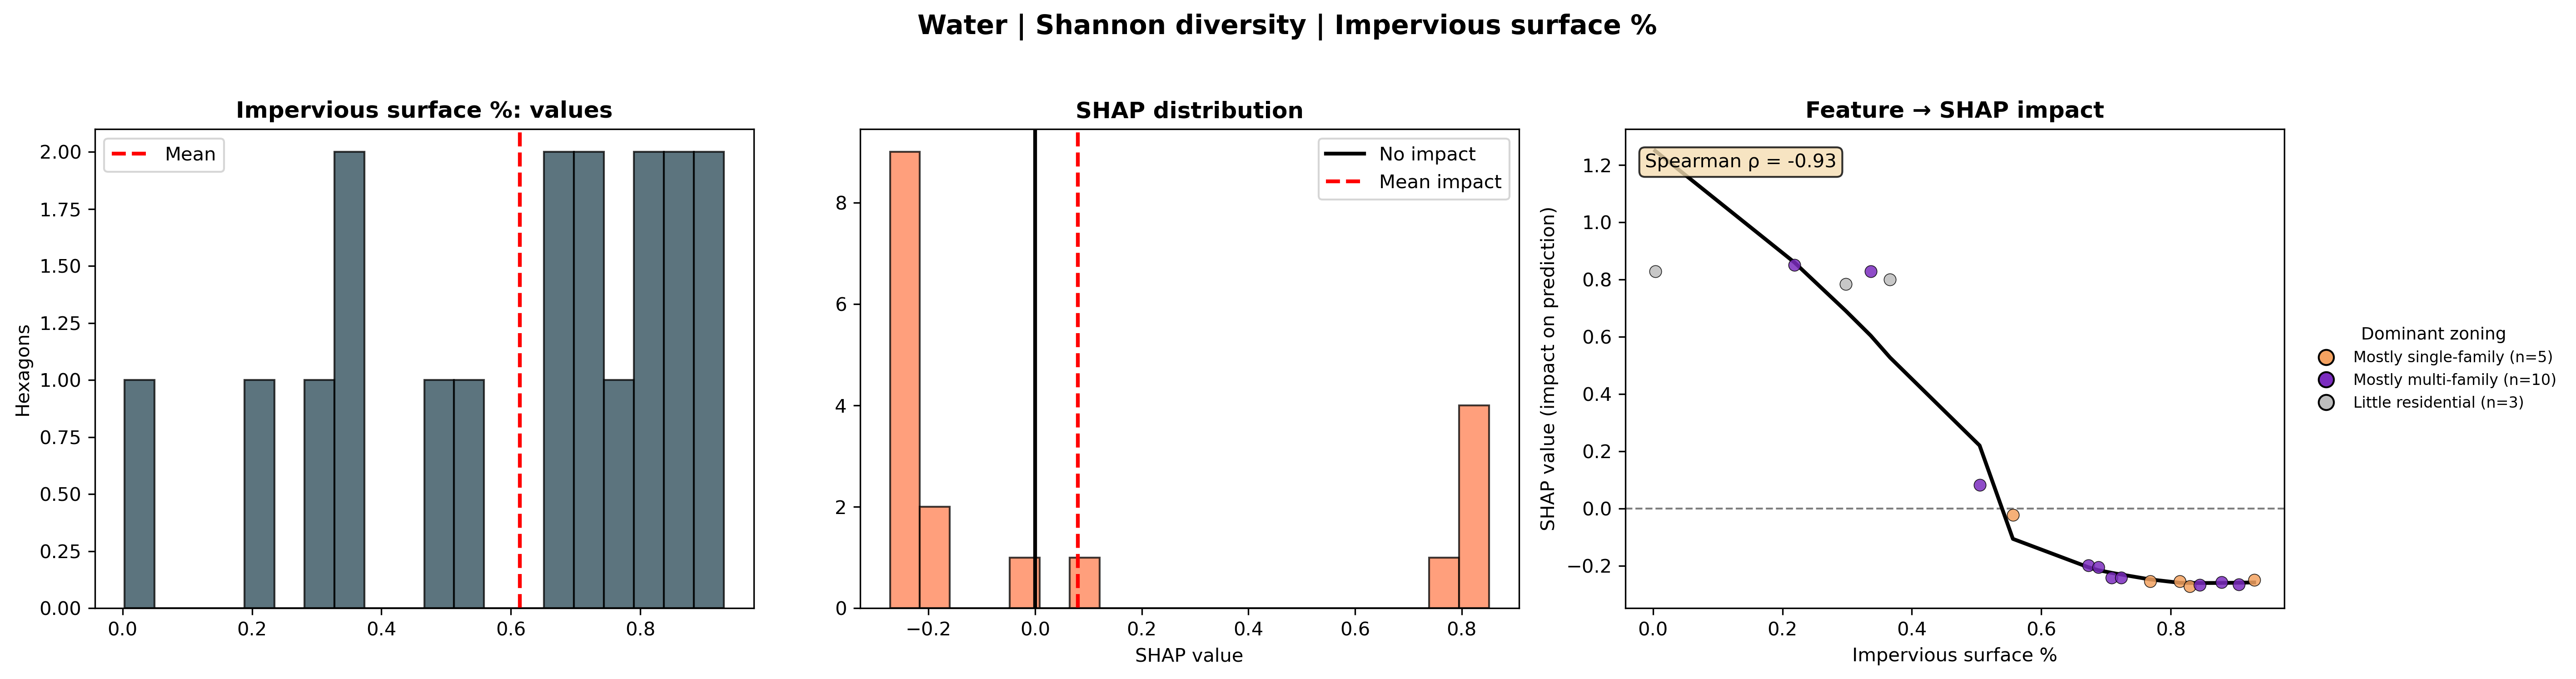 Water | Shannon diversity | Impervious surface %
Impervious surface %: values
Mean
Hexagons
2.00
1.75
1.50
1.25
1.00
0.75
0.50
0.25
0.00
0.0
0.2
0.4
0.6
0.8
SHAP distribution
No impact
Mean impact
8
6
4
2
0
−0.2
0.0
0.2
0.4
0.6
0.8
SHAP value
Feature → SHAP impact
Spearman ρ = -0.93
SHAP value (impact on prediction)
1.2
1.0
0.8
0.6
0.4
0.2
0.0
−0.2
0.0
0.2
0.4
0.6
0.8
Impervious surface %
Dominant zoning
Mostly single-family (n=5)
Mostly multi-family (n=10)
Little residential (n=3)